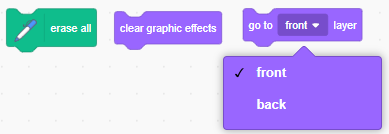 erase all
clear graphic effects
go to front layer
front
back